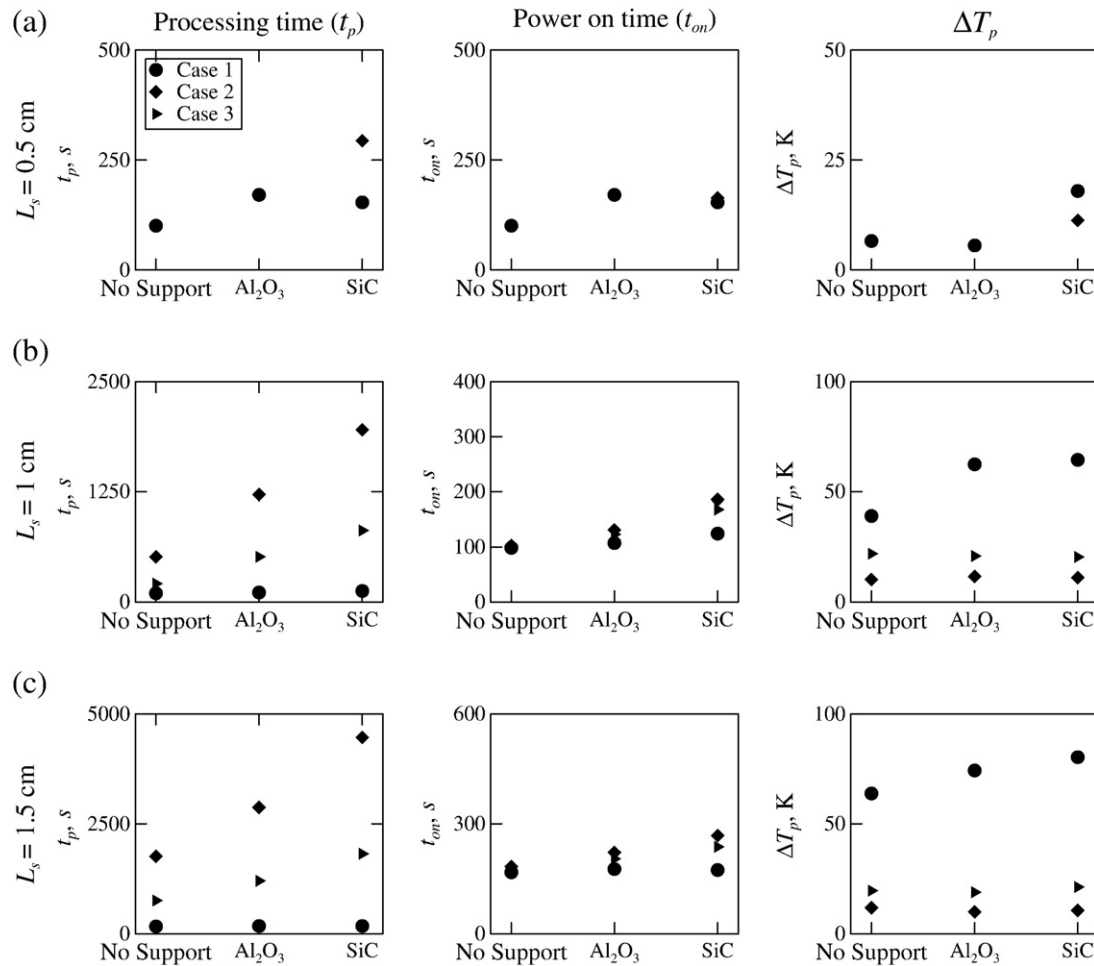 (a)
Processing time (tp)
Power on time (ton)
ΔTp
Ls = 0.5 cm
tp, s
500
250
0
Case 1
Case 2
Case 3
No Support Al2O3 SiC
ton, s
500
250
0
No Support Al2O3 SiC
ΔTp, K
50
25
0
No Support Al2O3 SiC
(b)
Ls = 1 cm
tp, s
2500
1250
0
No Support Al2O3 SiC
ton, s
400
300
200
100
0
No Support Al2O3 SiC
ΔTp, K
100
50
0
No Support Al2O3 SiC
(c)
Ls = 1.5 cm
tp, s
5000
2500
0
No Support Al2O3 SiC
ton, s
600
300
0
No Support Al2O3 SiC
ΔTp, K
100
50
0
No Support Al2O3 SiC